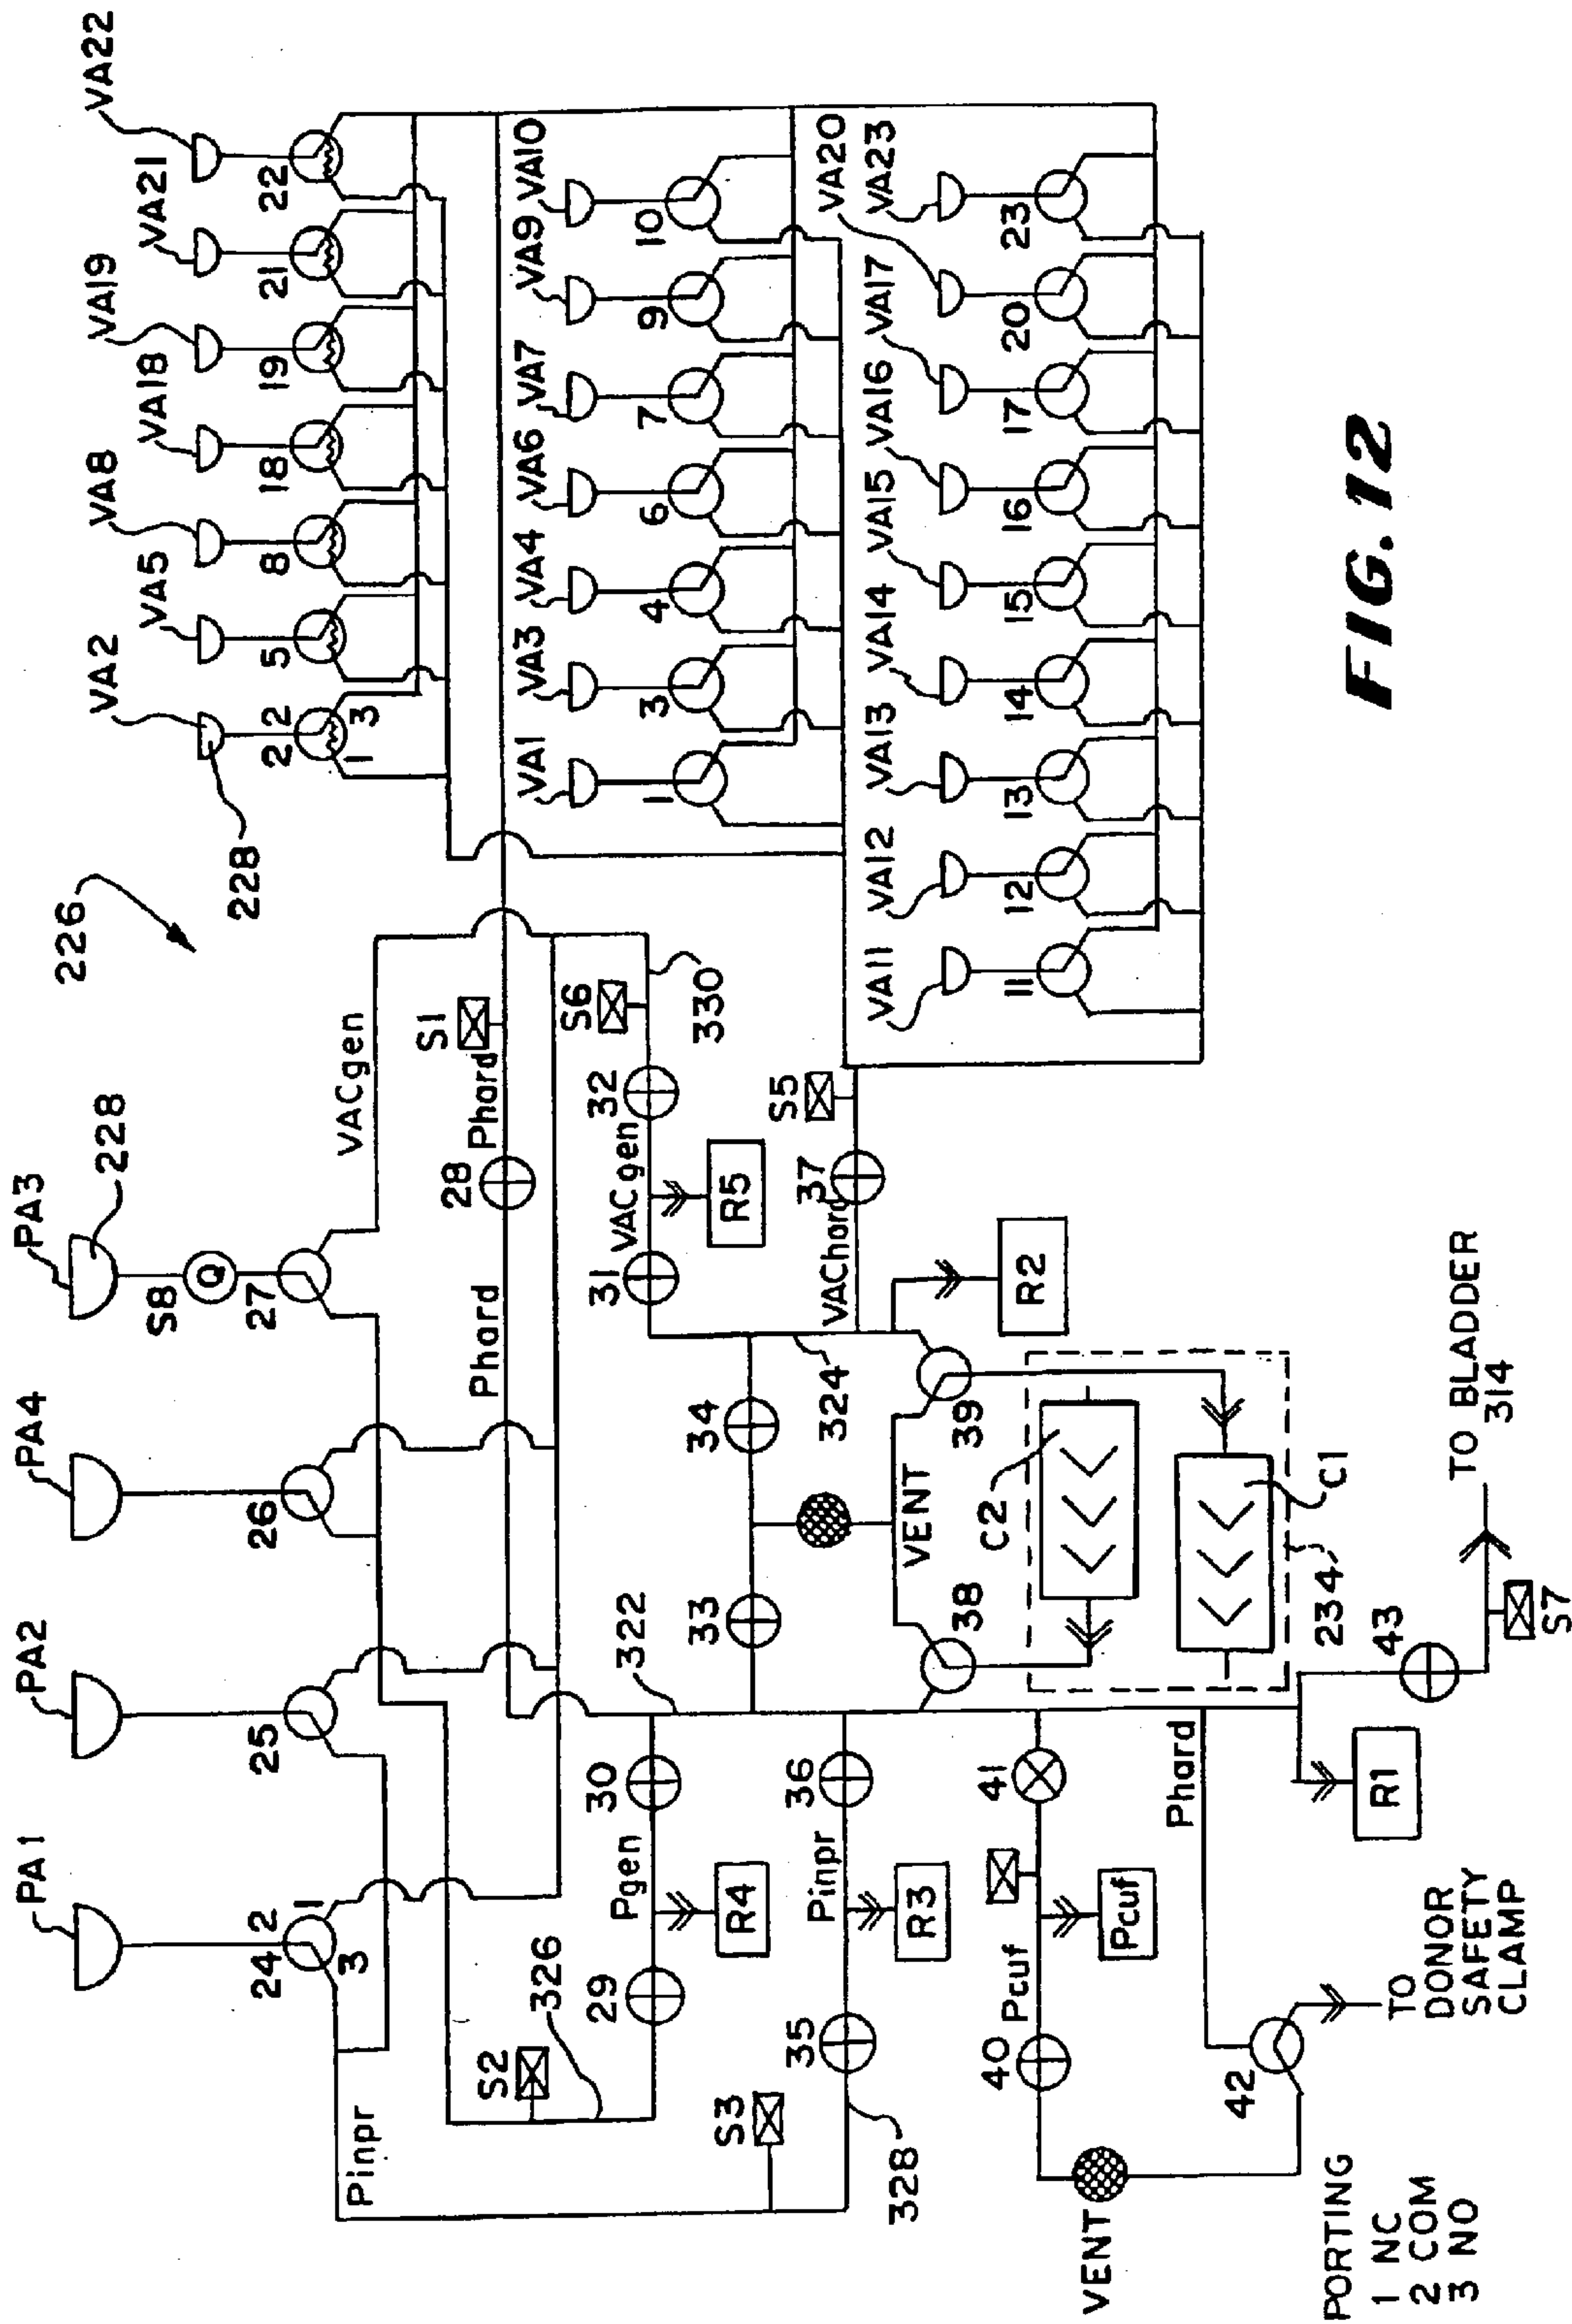 PA1
PA2
PA4
PA3
228
S8
Q
24
2
1
3
25
26
27
VACgen
226
228
VA2
VA5
VA8
VA18
VA19
VA21
VA22
2
2
1
3
5
8
18
19
21
22
Pinpr
S2
326
Pgen
29
30
R4
322
Phard
28
Phard
S1
S3
35
Pinpr
36
R3
328
33
34
31
VACgen
32
R5
S6
330
VA1
VA3
VA4
VA6
VA7
VA9
VA10
1
3
4
6
7
9
10
324
VAChard
37
S5
R2
VENT
38
39
C2
C1
234
40
Pcuf
41
Pcuf
VENT
Phard
42
TO
DONOR
SAFETY
CLAMP
R1
43
S7
TO BLADDER
314
VA11
VA12
VA13
VA14
VA15
VA16
VA17
VA20
VA23
11
12
13
14
15
16
17
20
23
PORTING
1 NC
2 COM
3 NO
FIG.12